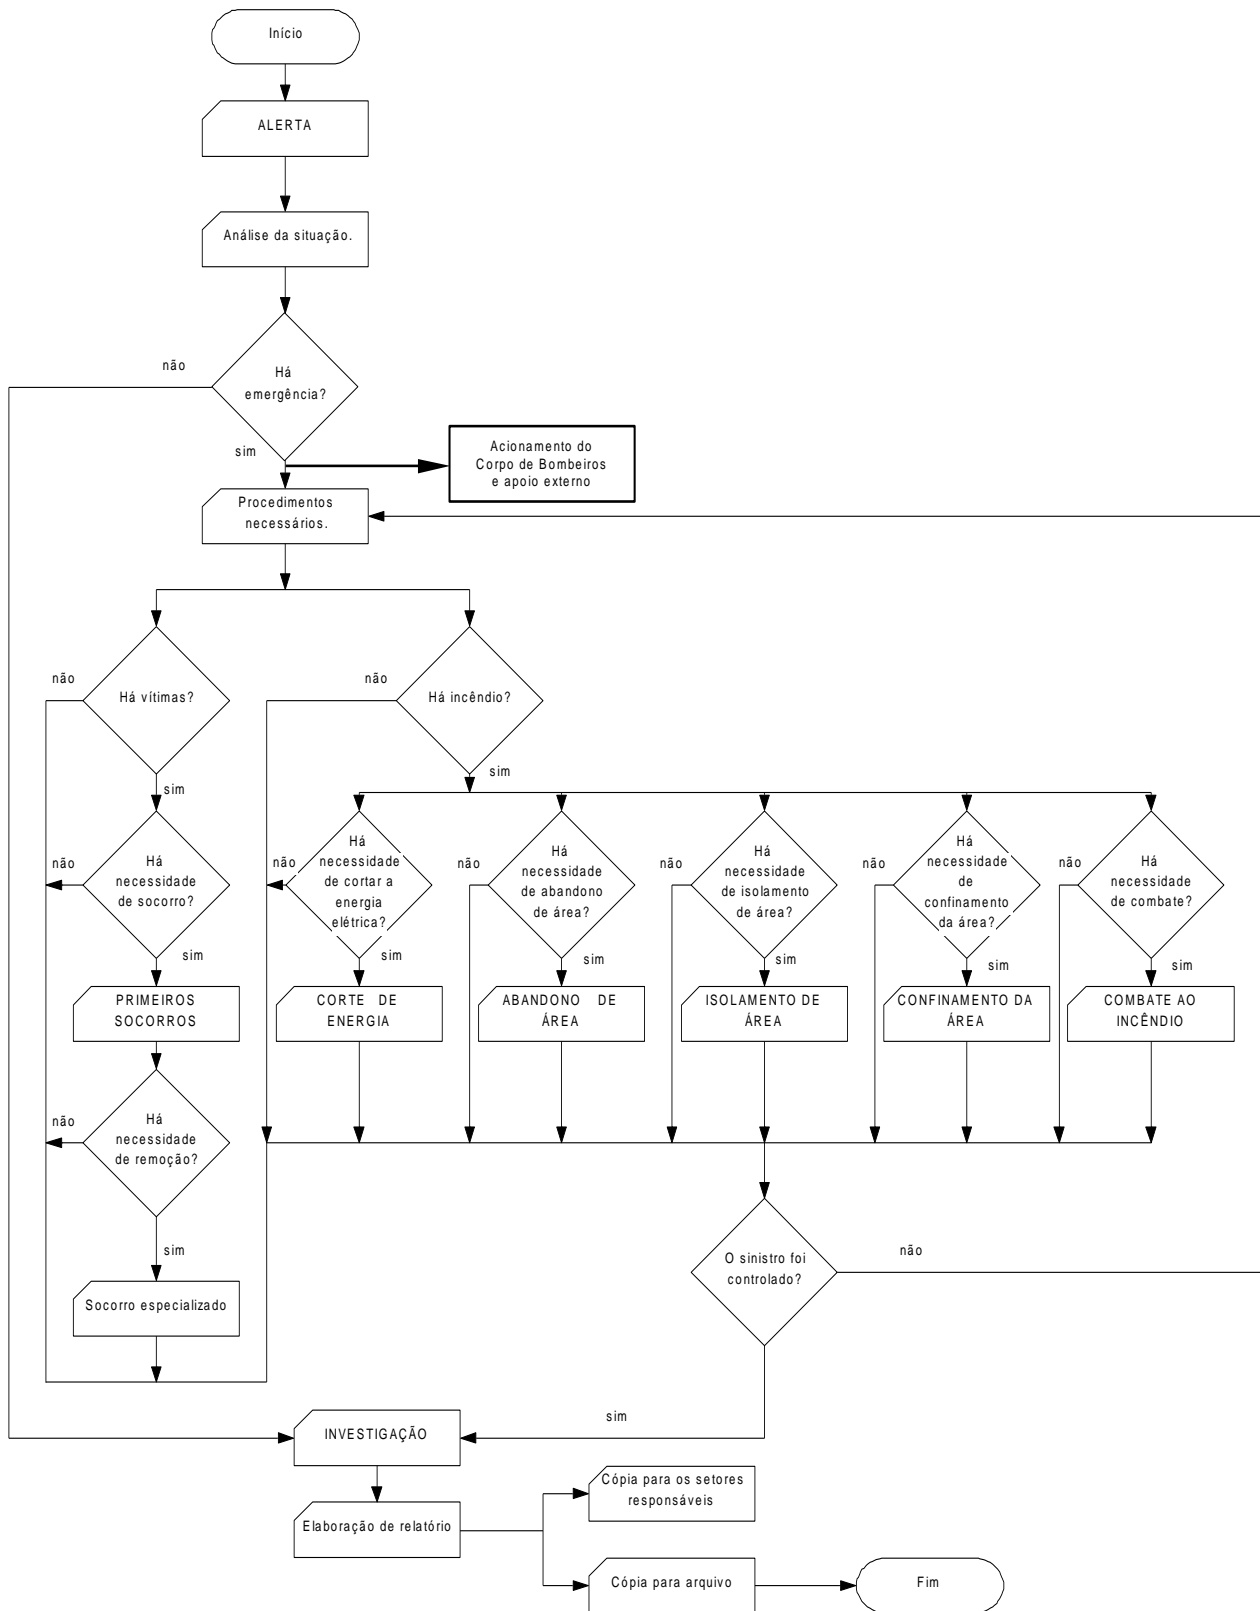 Início
ALERTA
Análise da situação.
não
Há
emergência?
sim
Acionamento do
Corpo de Bombeiros
e apoio externo
Procedimentos
necessários.
não
Há vítimas?
sim
não
Há incêndio?
sim
não
Há
necessidade
de socorro?
sim
não
Há
necessidade
de cortar a
energia
elétrica?
sim
não
Há
necessidade
de abandono
de área?
sim
não
Há
necessidade
de isolamento
de área?
sim
não
Há
necessidade
de
confinamento
da área?
sim
não
Há
necessidade
de combate?
sim
PRIMEIROS
SOCORROS
CORTE DE
ENERGIA
ABANDONO DE
ÁREA
ISOLAMENTO DE
ÁREA
CONFINAMENTO DA
ÁREA
COMBATE AO
INCÊNDIO
não
Há
necessidade
de remoção?
sim
Socorro especializado
O sinistro foi
controlado?
não
sim
INVESTIGAÇÃO
Elaboração de relatório
Cópia para os setores
responsáveis
Cópia para arquivo
Fim